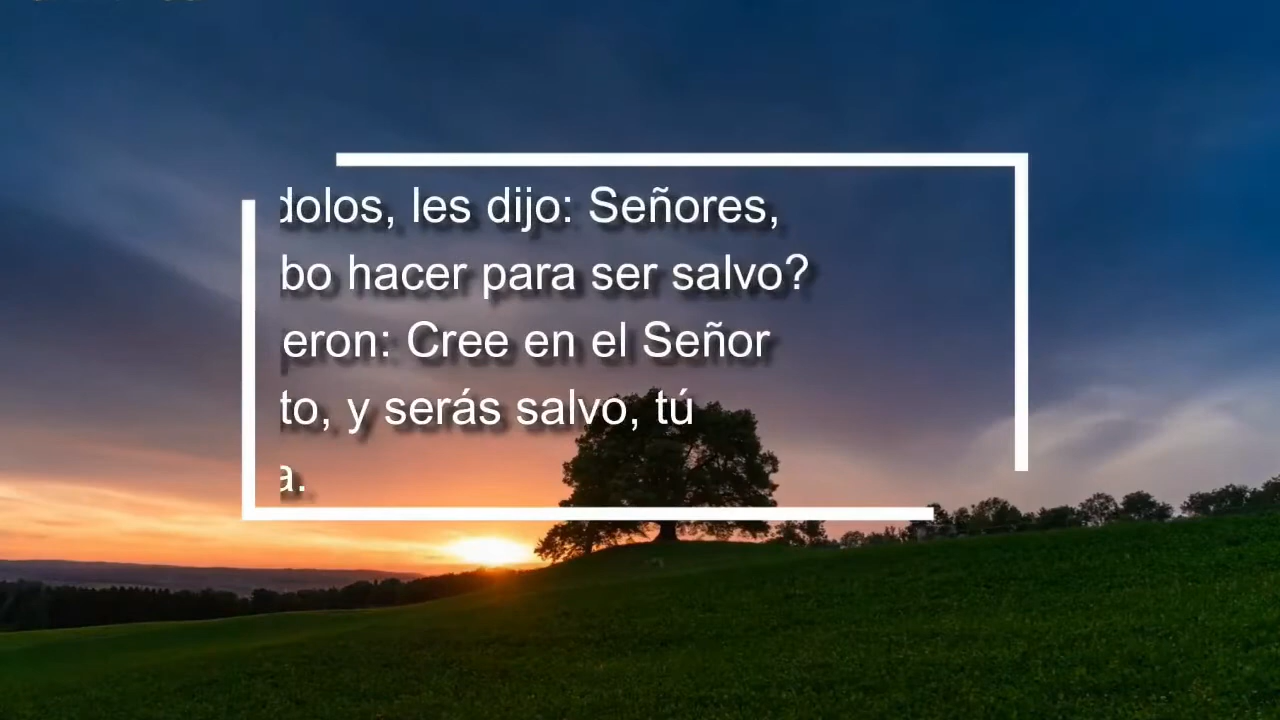 dolos, les dijo: Señores,
bo hacer para ser salvo?
eron: Cree en el Señor
to, y serás salvo, tú
a.